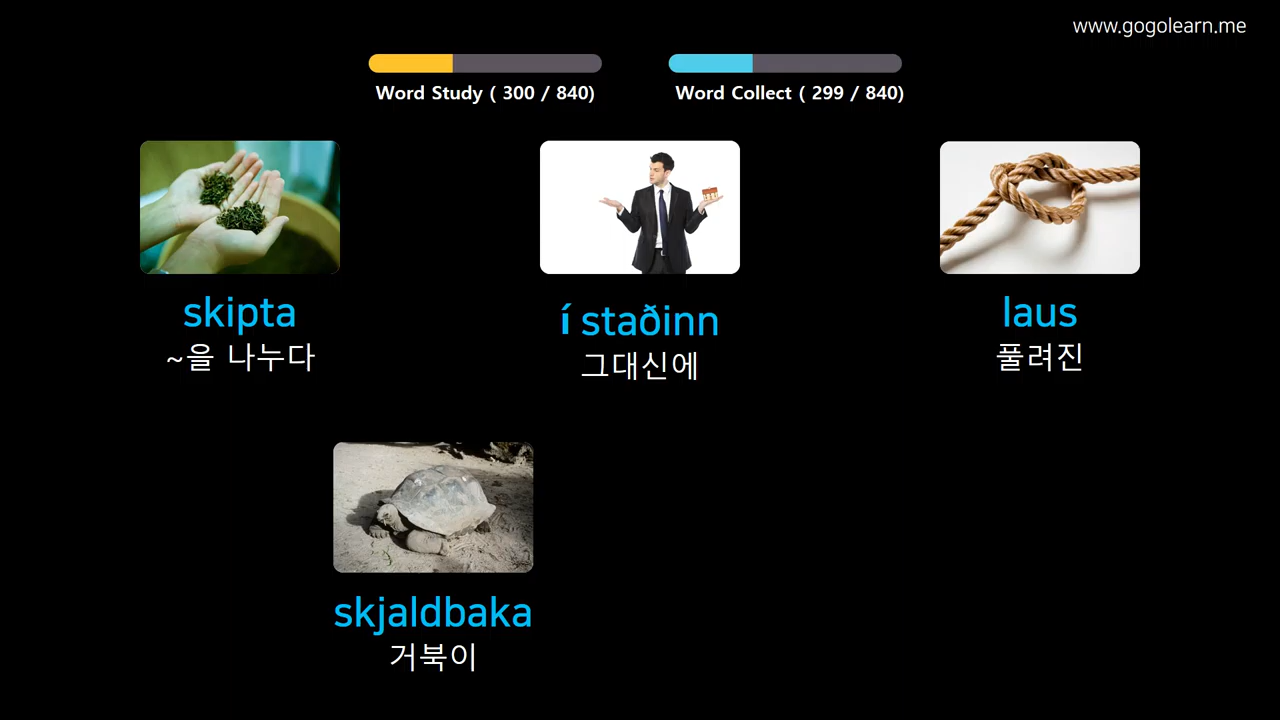 www.gogolearn.me
Word Study ( 300 / 840)
Word Collect ( 299 / 840)
skipta
~을 나누다
í staðinn
그대신에
laus
풀려진
skjaldbaka
거북이